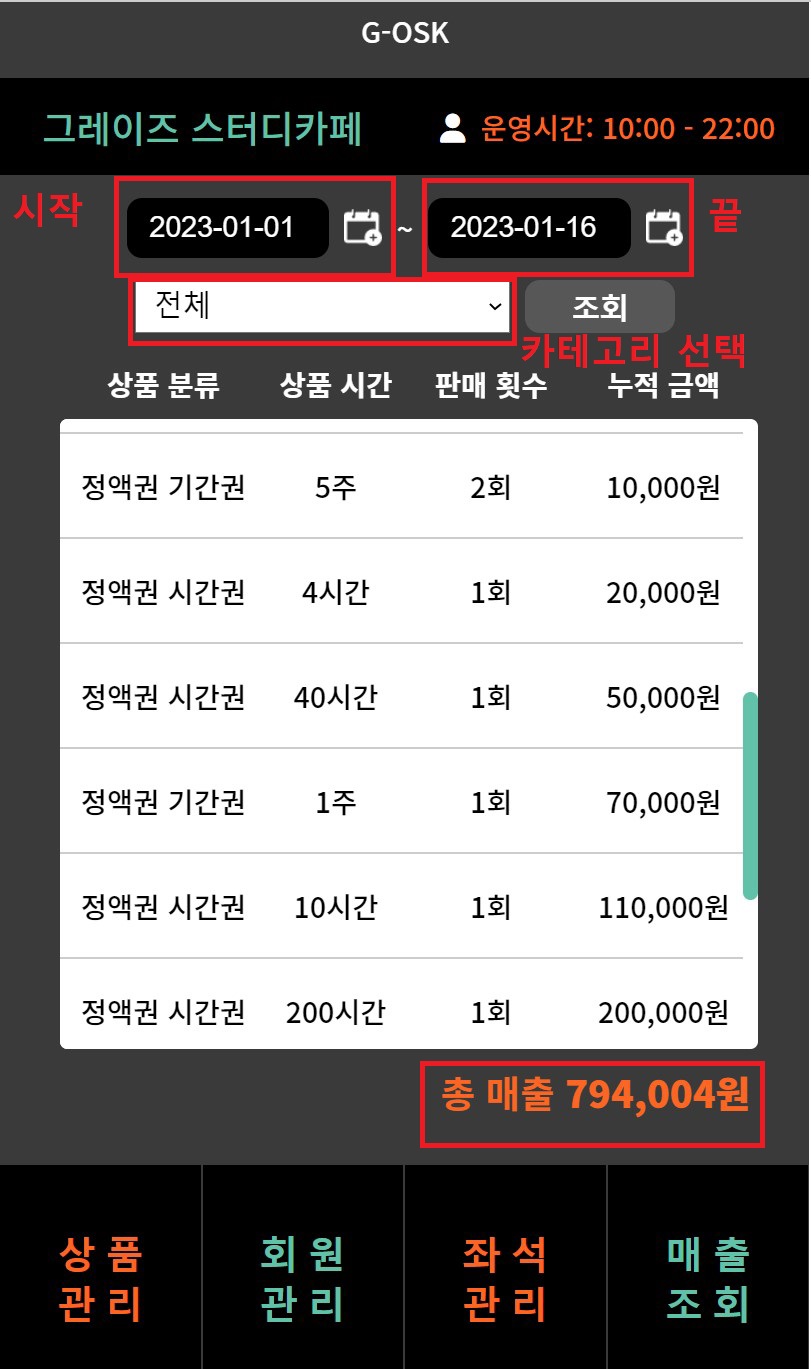 G-OSK
그레이즈 스터디카페 운영시간: 10:00 - 22:00
시작 2023-01-01 ~ 2023-01-16 끝
전체 조회
카테고리 선택
상품 분류 상품 시간 판매 횟수 누적 금액
정액권 기간권 5주 2회 10,000원
정액권 시간권 4시간 1회 20,000원
정액권 시간권 40시간 1회 50,000원
정액권 기간권 1주 1회 70,000원
정액권 시간권 10시간 1회 110,000원
정액권 시간권 200시간 1회 200,000원
총 매출 794,004원
상 품 회 원 좌 석 매 출
관 리 관 리 관 리 조 회